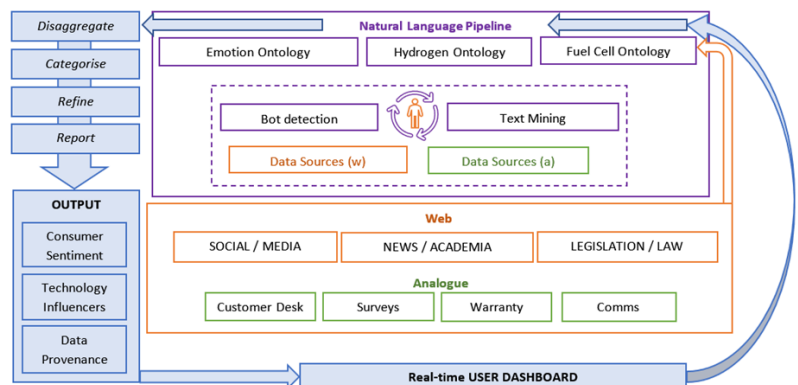 Disaggregate
Categorise
Refine
Report
OUTPUT
Consumer
Sentiment
Technology
Influencers
Data
Provenance
Natural Language Pipeline
Emotion Ontology
Hydrogen Ontology
Fuel Cell Ontology
Bot detection
Text Mining
Data Sources (w)
Data Sources (a)
Web
SOCIAL / MEDIA
NEWS / ACADEMIA
LEGISLATION / LAW
Analogue
Customer Desk
Surveys
Warranty
Comms
Real-time USER DASHBOARD